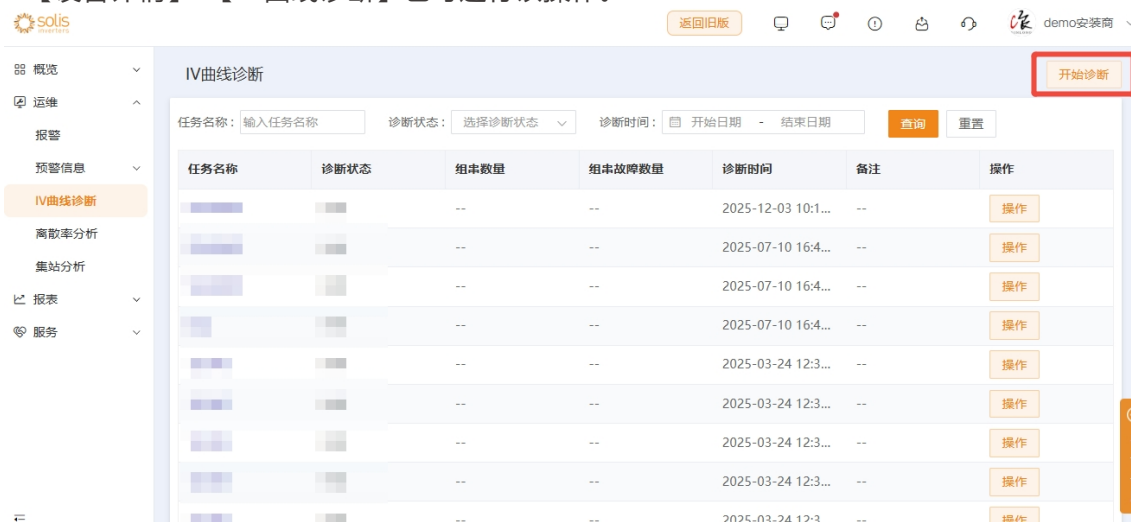 solis
inverters
返回旧版
demo安装商
概览
运维
报警
预警信息
IV曲线诊断
离散率分析
集站分析
报表
服务
IV曲线诊断
开始诊断
任务名称： 输入任务名称 诊断状态： 选择诊断状态 诊断时间： 开始日期 - 结束日期 查询 重置
任务名称 诊断状态 组串数量 组串故障数量 诊断时间 备注 操作
-- -- 2025-12-03 10:1... -- 操作
-- -- 2025-07-10 16:4... -- 操作
-- -- 2025-07-10 16:4... -- 操作
-- -- 2025-07-10 16:4... -- 操作
-- -- 2025-03-24 12:3... -- 操作
-- -- 2025-03-24 12:3... -- 操作
-- -- 2025-03-24 12:3... -- 操作
-- -- 2025-03-24 12:3... -- 操作
-- -- 2025-03-24 12:3 -- 操作